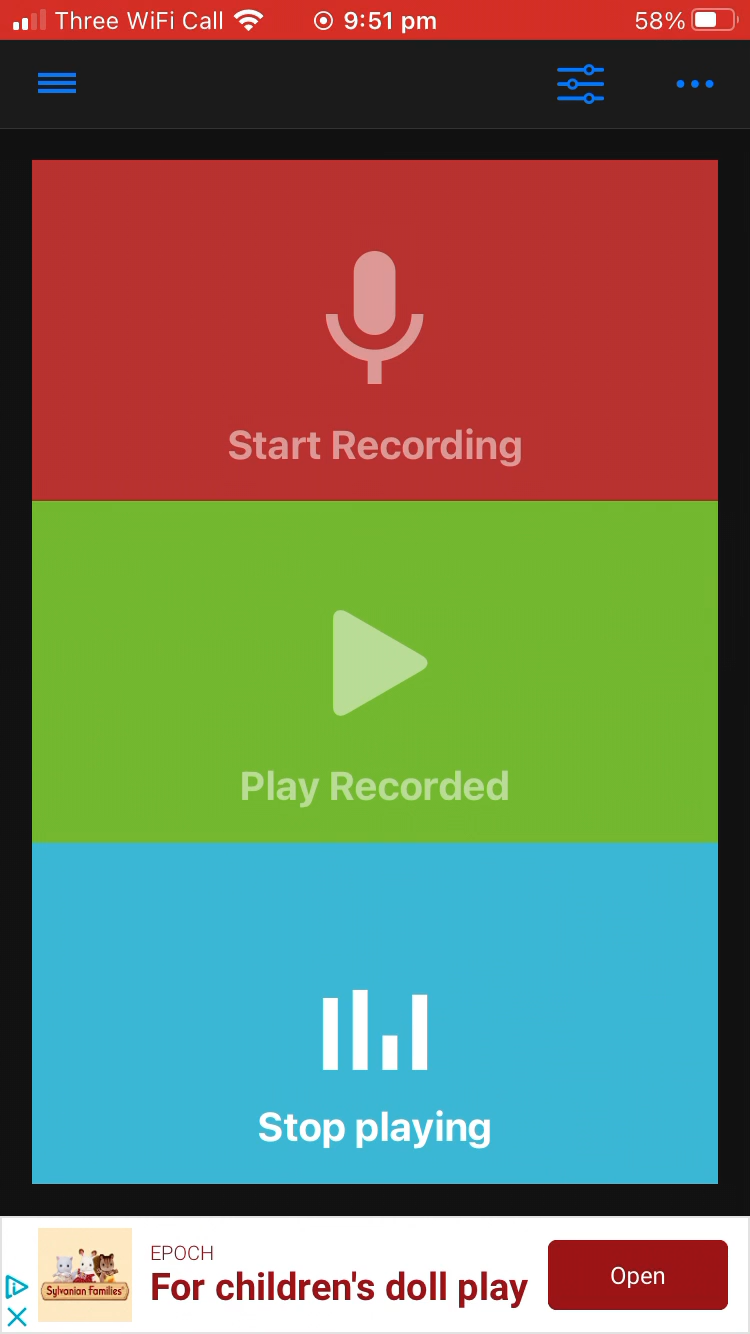 Three WiFi Call 9:51 pm 58%
Start Recording
Play Recorded
Stop playing
EPOCH
For children's doll play
Sylvanian Families
Open